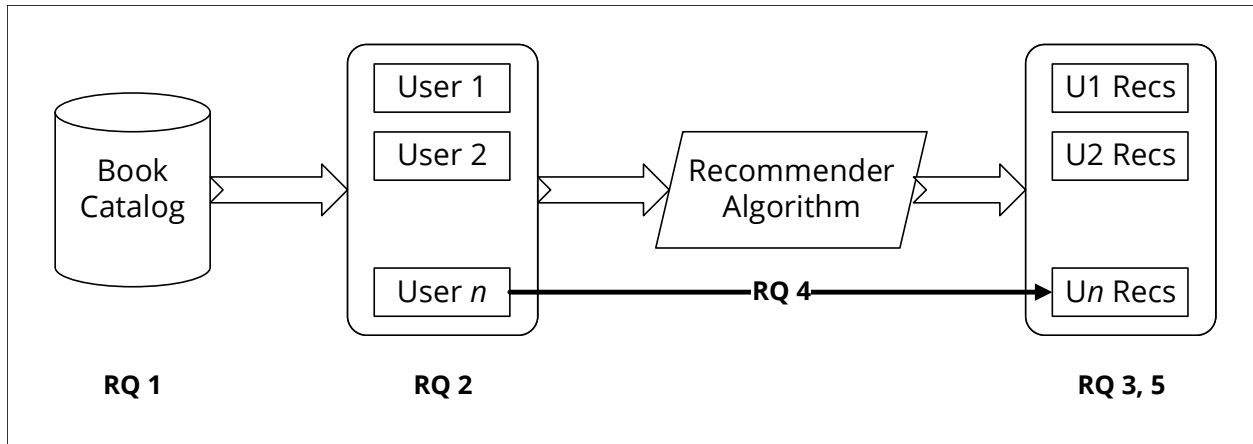 Book
Catalog
User 1
User 2
User n
Recommender
Algorithm
U1 Recs
U2 Recs
Un Recs
RQ 4
RQ 1
RQ 2
RQ 3, 5